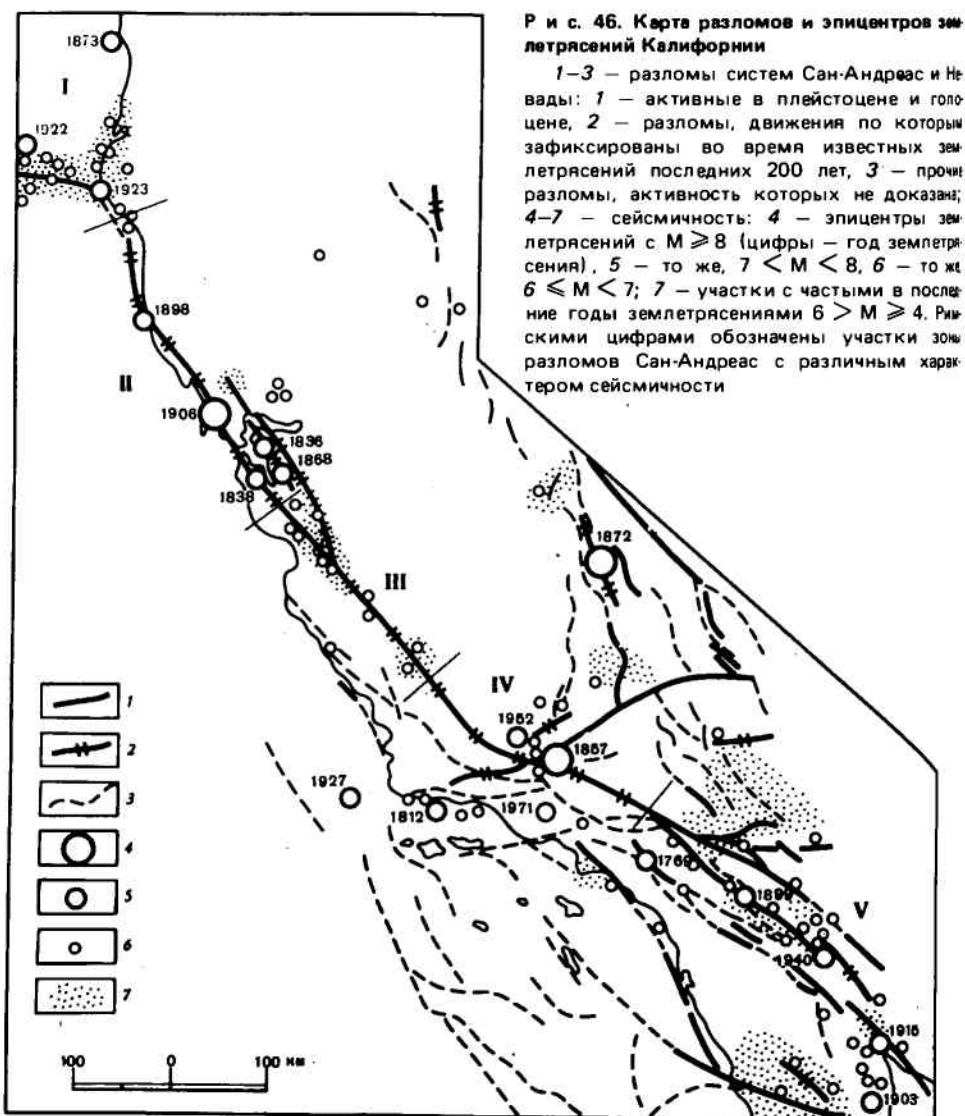 Р и с. 46. Карта разломов и эпицентров зем-
летрясений Калифорнии
1–3 — разломы систем Сан-Андреас и Не-
вады: 1 — активные в плейстоцене и голо-
цене, 2 — разломы, движения по которым
зафиксированы во время известных зем-
летрясений последних 200 лет, 3 — прочие
разломы, активность которых не доказана;
4–7 — сейсмичность: 4 — эпицентры зем-
летрясений с М ⩾ 8 (цифры — год землетря-
сения), 5 — то же, 7 < М < 8, 6 — то же
6 ⩽ М < 7; 7 — участки с частыми в послед-
ние годы землетрясениями 6 > М ⩾ 4. Рим-
скими цифрами обозначены участки зоны
разломов Сан-Андреас с различным харак-
тером сейсмичности
1873
I
1922
1923
1898
II
1906
1836
1868
1838
1872
III
IV
1952
1857
1927
1812
1971
1769
1899
V
1940
1915
1903
1
2
3
4
5
6
7
100 0 100 км